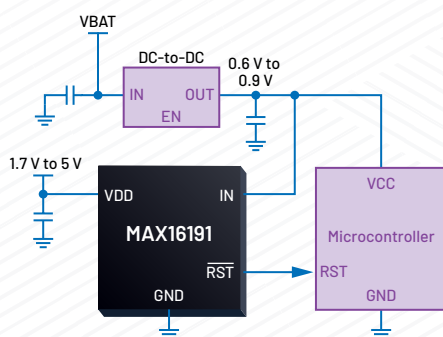 VBAT
DC-to-DC
IN
OUT
EN
0.6 V to
0.9 V
1.7 V to 5 V
VDD
IN
MAX16191
RST
GND
VCC
Microcontroller
RST
GND